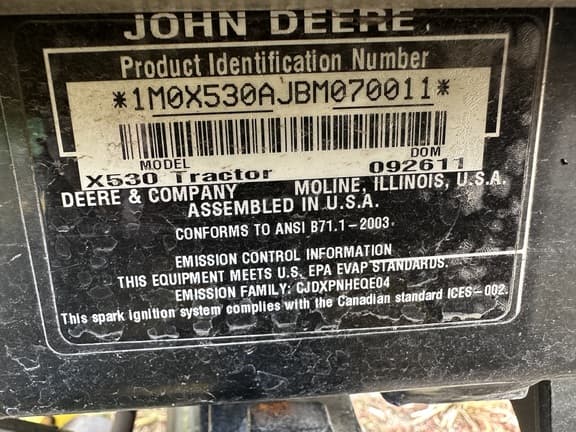 JOHN DEERE
Product Identification Number
*1M0X530AJBM070011*
MODEL DOM
X530 Tractor 092611
DEERE & COMPANY MOLINE, ILLINOIS, U.S.A.
ASSEMBLED IN U.S.A.
CONFORMS TO ANSI B71.1-2003.
EMISSION CONTROL INFORMATION
THIS EQUIPMENT MEETS U.S. EPA EVAP STANDARDS.
EMISSION FAMILY: CJDXPNHEQE04
This spark ignition system complies with the Canadian standard ICES-002.